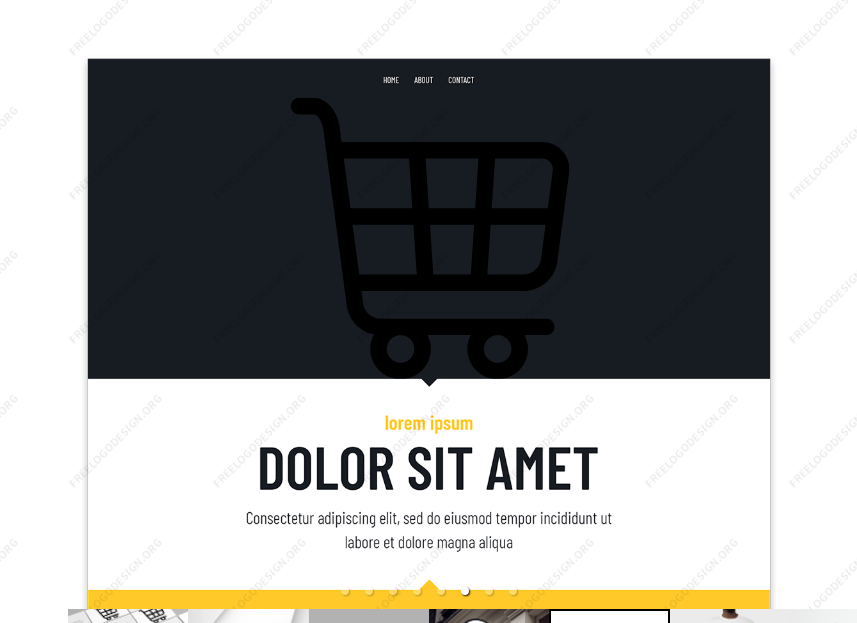 HOME ABOUT CONTACT
lorem ipsum
DOLOR SIT AMET
Consectetur adipiscing elit, sed do eiusmod tempor incididunt ut
labore et dolore magna aliqua
FREELOGODESIGN.ORG